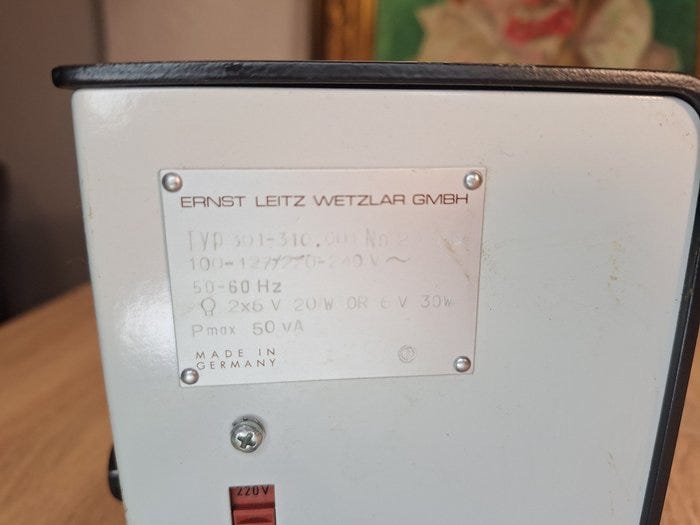 ERNST LEITZ WETZLAR GMBH
Typ 301-310.001 No
100-127/220-240 V ~
50-60 Hz
2x6 V 20 W OR 6 V 30W
Pmax 50 VA
MADE IN
GERMANY
220V